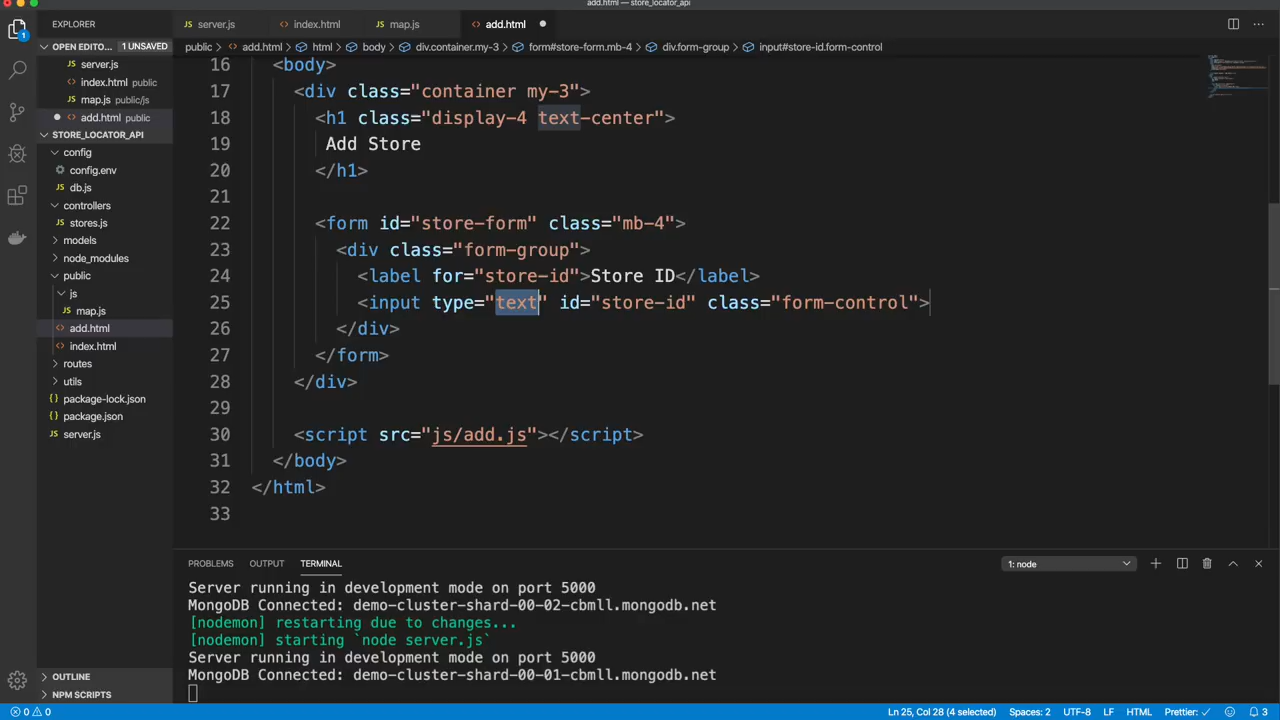 add.html — store_locator_api
EXPLORER
server.js
index.html
map.js
add.html
OPEN EDITO... 1 UNSAVED
server.js
index.html public
map.js public/js
add.html public
STORE_LOCATOR_API
config
config.env
db.js
controllers
stores.js
models
node_modules
public
js
map.js
add.html
index.html
routes
utils
package-lock.json
package.json
server.js
OUTLINE
NPM SCRIPTS
1
public > add.html > html > body > div.container.my-3 > form#store-form.mb-4 > div.form-group > input#store-id.form-control
16 <body>
17 <div class="container my-3">
18 <h1 class="display-4 text-center">
19 Add Store
20 </h1>
21
22 <form id="store-form" class="mb-4">
23 <div class="form-group">
24 <label for="store-id">Store ID</label>
25 <input type="text" id="store-id" class="form-control">
26 </div>
27 </form>
28 </div>
29
30 <script src="js/add.js"></script>
31 </body>
32 </html>
33
PROBLEMS OUTPUT TERMINAL 1: node
Server running in development mode on port 5000
MongoDB Connected: demo-cluster-shard-00-02-cbmll.mongodb.net
[nodemon] restarting due to changes...
[nodemon] starting `node server.js`
Server running in development mode on port 5000
MongoDB Connected: demo-cluster-shard-00-01-cbmll.mongodb.net
0 0 Ln 25, Col 28 (4 selected) Spaces: 2 UTF-8 LF HTML Prettier: ✓ 3